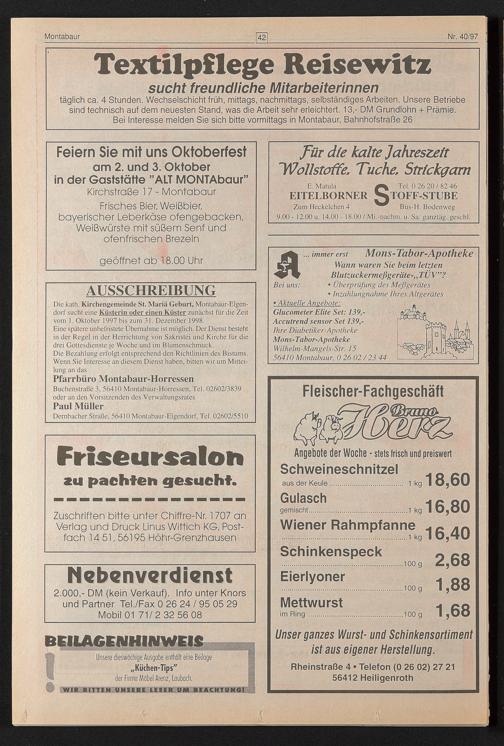 Montabaur
42
Nr. 40/97
Textilpflege Reisewitz
sucht freundliche Mitarbeiterinnen
täglich ca. 4 Stunden. Wechselschicht früh, mittags, nachmittags, selbständiges Arbeiten. Unsere Betriebe
sind technisch auf dem neuesten Stand, was die Arbeit sehr erleichtert. 13,- DM Grundlohn + Prämie.
Bei Interesse melden Sie sich bitte vormittags in Montabaur, Bahnhofstraße 26
Feiern Sie mit uns Oktoberfest
am 2. und 3. Oktober
in der Gaststätte "ALT MONTAbaur"
Kirchstraße 17 - Montabaur
Frisches Bier, Weißbier,
bayerischer Leberkäse ofengebacken,
Weißwürste mit süßem Senf und
ofenfrischen Brezeln
geöffnet ab 18.00 Uhr
AUSSCHREIBUNG
Die kath. Kirchengemeinde St. Mariä Geburt, Montabaur-Elgen-
dorf sucht eine Küsterin oder einen Küster zunächst für die Zeit
vom 1. Oktober 1997 bis zum 31. Dezember 1998.
Eine spätere unbefristete Übernahme ist möglich. Der Dienst besteht
in der Regel in der Herrichtung von Sakristei und Kirche für die
drei Gottesdienste je Woche und im Blumenschmuck.
Die Bezahlung erfolgt entsprechend den Richtlinien des Bistums.
Wenn Sie Interesse an diesem Dienst haben, bitten wir um Mittei-
lung an das
Pfarrbüro Montabaur-Horressen
Buchenstraße 3, 56410 Montabaur-Horressen, Tel. 02602/3839
oder an den Vorsitzenden des Verwaltungsrates
Paul Müller
Dernbacher Straße, 56410 Montabaur-Elgendorf, Tel. 02602/5510
Friseursalon
zu pachten gesucht.
Zuschriften bitte unter Chiffre-Nr. 1707 an
Verlag und Druck Linus Wittich KG, Post-
fach 14 51, 56195 Höhr-Grenzhausen
Nebenverdienst
2.000,- DM (kein Verkauf). Info unter Knors
und Partner Tel./Fax 0 26 24 / 95 05 29
Mobil 01 71/ 2 32 56 08
BEILAGENHINWEIS
Unsere dieswöchige Ausgabe enthält eine Beilage
„Küchen-Tips"
der Firma Möbel Arenz, Laubach.
WIR BITTEN UNSERE LESER UM BEACHTUNG!
Für die kalte Jahreszeit
Wollstoffe, Tuche, Strickgarn
E. Matula Tel. 0 26 20 / 82 46
EITELBORNER STOFF-STUBE
Zum Heckelchen 4 Bus-H. Bodenweg
9.00 - 12.00 u. 14.00 - 18.00 / Mi.-nachm. u. Sa. ganztäg. geschl.
... immer erst Mons-Tabor-Apotheke
Wann waren Sie beim letzten
Blutzuckermeßgeräte-„TÜV"?
Bei uns: • Überprüfung des Meßgerätes
• Inzahlungnahme Ihres Altgerätes
• Aktuelle Angebote:
Glucometer Elite Set: 139,-
Accutrend sensor Set 139,-
Ihre Diabetiker Apotheke
Mons-Tabor-Apotheke
Wilhelm-Mangels-Str. 15
56410 Montabaur, 0 26 02 / 23 44
Fleischer-Fachgeschäft
Bruno
Herz
Angebote der Woche - stets frisch und preiswert
Schweineschnitzel
aus der Keule 1 kg 18,60
Gulasch
gemischt 1 kg 16,80
Wiener Rahmpfanne
1 kg 16,40
Schinkenspeck
100 g 2,68
Eierlyoner
100 g 1,88
Mettwurst
im Ring 100 g 1,68
Unser ganzes Wurst- und Schinkensortiment
ist aus eigener Herstellung.
Rheinstraße 4 • Telefon (0 26 02) 27 21
56412 Heiligenroth